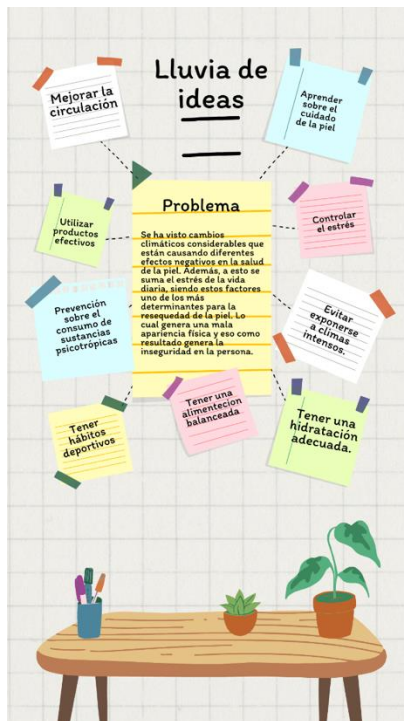 Lluvia de
ideas
Mejorar la
circulación
Aprender
sobre el
cuidado
de la piel
Utilizar
productos
efectivos
Problema
Se ha visto cambios
climáticos considerables que
están causando diferentes
efectos negativos en la salud
de la piel. Además, a esto se
suma el estrés de la vida
diaria, siendo estos factores
uno de los más
determinantes para la
resequedad de la piel. Lo
cual genera una mala
apariencia física y eso como
resultado genera la
inseguridad en la persona.
Controlar
el estrés
Prevención
sobre el
consumo de
sustancias
psicotrópicas
Evitar
exponerse
a climas
intensos.
Tener
hábitos
deportivos
Tener una
alimentecion
balanceada
Tener una
hidratación
adecuada.